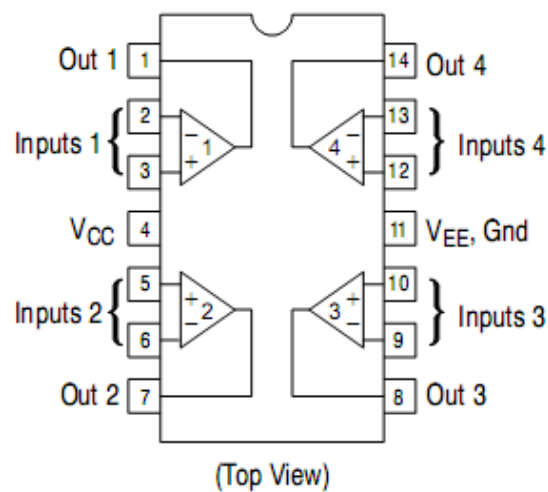 Out 1 1 14 Out 4
2 13
Inputs 1 { − 1 4 − } Inputs 4
3 + + 12
VCC 4 11 VEE, Gnd
5 + + 10
Inputs 2 { 2 3 } Inputs 3
6 − − 9
Out 2 7 8 Out 3
(Top View)